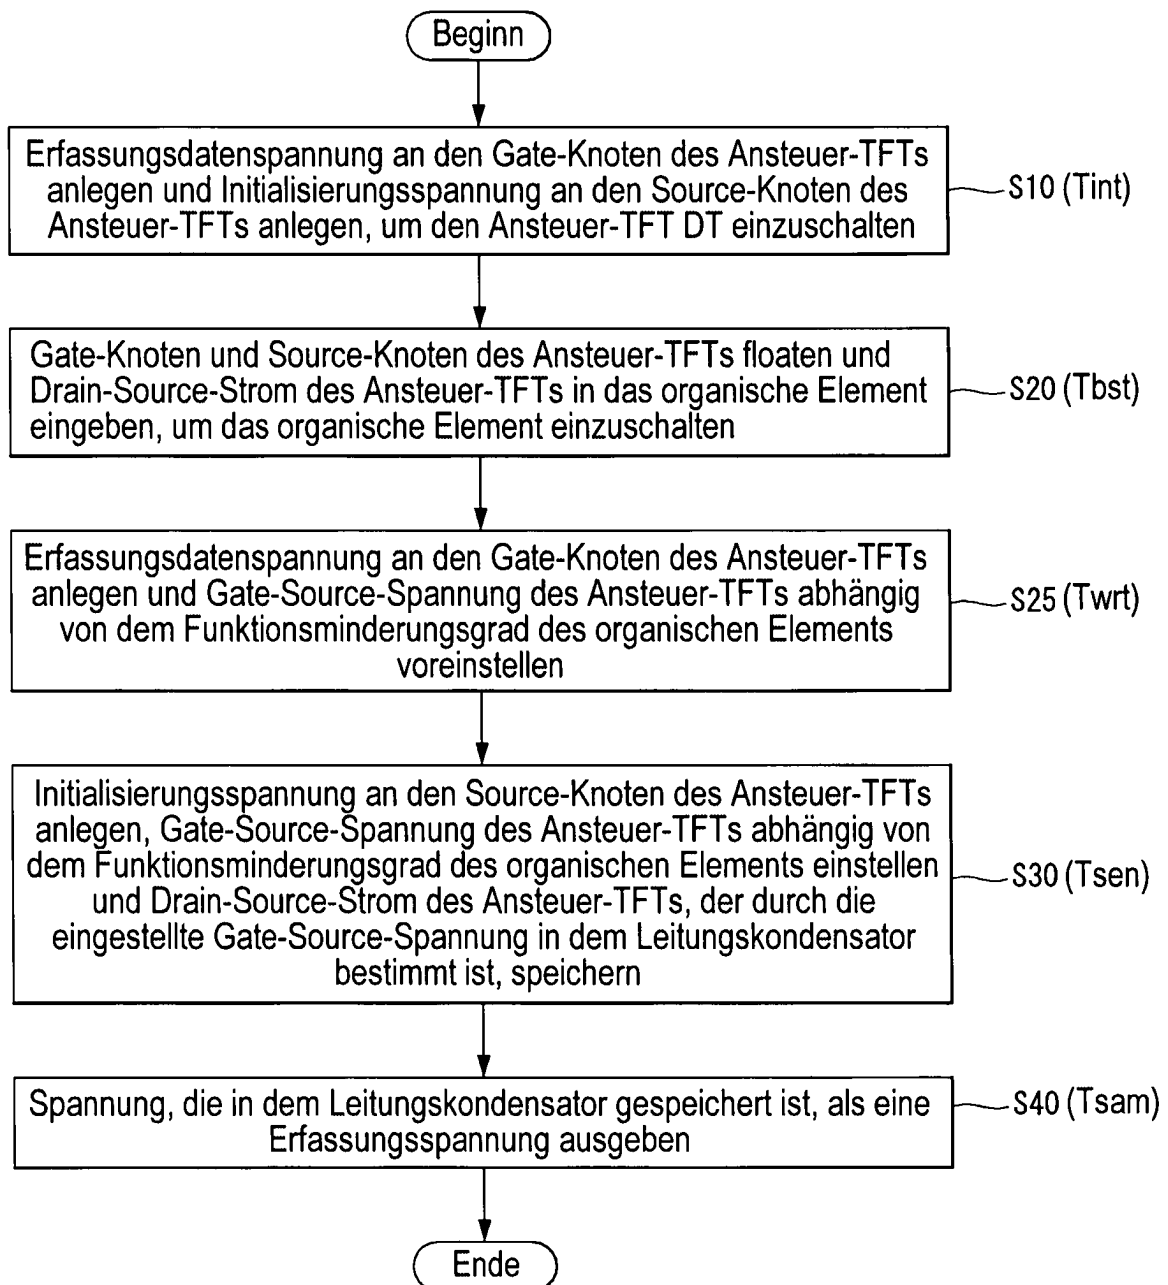 Beginn
Erfassungsdatenspannung an den Gate-Knoten des Ansteuer-TFTs
anlegen und Initialisierungsspannung an den Source-Knoten des
Ansteuer-TFTs anlegen, um den Ansteuer-TFT DT einzuschalten
S10 (Tint)
Gate-Knoten und Source-Knoten des Ansteuer-TFTs floaten und
Drain-Source-Strom des Ansteuer-TFTs in das organische Element
eingeben, um das organische Element einzuschalten
S20 (Tbst)
Erfassungsdatenspannung an den Gate-Knoten des Ansteuer-TFTs
anlegen und Gate-Source-Spannung des Ansteuer-TFTs abhängig
von dem Funktionsminderungsgrad des organischen Elements
voreinstellen
S25 (Twrt)
Initialisierungsspannung an den Source-Knoten des Ansteuer-TFTs
anlegen, Gate-Source-Spannung des Ansteuer-TFTs abhängig von
dem Funktionsminderungsgrad des organischen Elements einstellen
und Drain-Source-Strom des Ansteuer-TFTs, der durch die
eingestellte Gate-Source-Spannung in dem Leitungskondensator
bestimmt ist, speichern
S30 (Tsen)
Spannung, die in dem Leitungskondensator gespeichert ist, als eine
Erfassungsspannung ausgeben
S40 (Tsam)
Ende